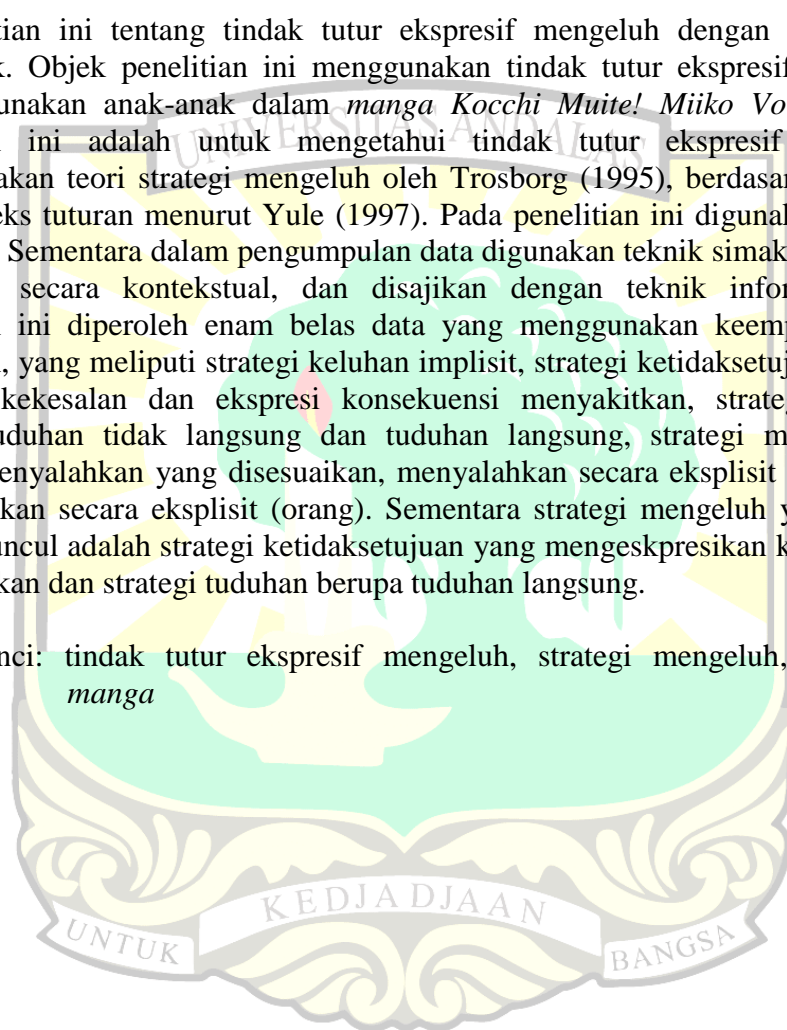 tian ini tentang tindak tutur ekspresif mengeluh dengan
k. Objek penelitian ini menggunakan tindak tutur ekspresif
unakan anak-anak dalam manga Kocchi Muite! Miiko Vo
ini adalah untuk mengetahui tindak tutur ekspresif
akan teori strategi mengeluh oleh Trosborg (1995), berdasar
eks tuturan menurut Yule (1997). Pada penelitian ini digunak
Sementara dalam pengumpulan data digunakan teknik simak
secara kontekstual, dan disajikan dengan teknik infor
ini diperoleh enam belas data yang menggunakan keemp
, yang meliputi strategi keluhan implisit, strategi ketidaksetuj
kekesalan dan ekspresi konsekuensi menyakitkan, strateg
uduhan tidak langsung dan tuduhan langsung, strategi m
enyalahkan yang disesuaikan, menyalahkan secara eksplisit
kan secara eksplisit (orang). Sementara strategi mengeluh y
uncul adalah strategi ketidaksetujuan yang mengeskpresikan k
kan dan strategi tuduhan berupa tuduhan langsung.
nci: tindak tutur ekspresif mengeluh, strategi mengeluh,
manga
UNIVERSITAS ANDALAS
UNTUK KEDJADJAAN BANGSA